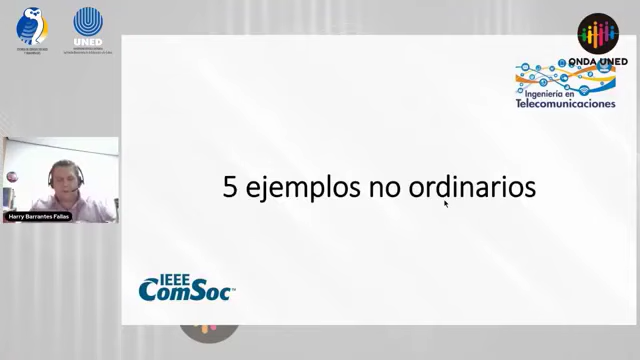 UNED
ONDA UNED
Ingeniería en
Telecomunicaciones
5 ejemplos no ordinarios
Harry Barrantes Fallas
IEEE
ComSoc